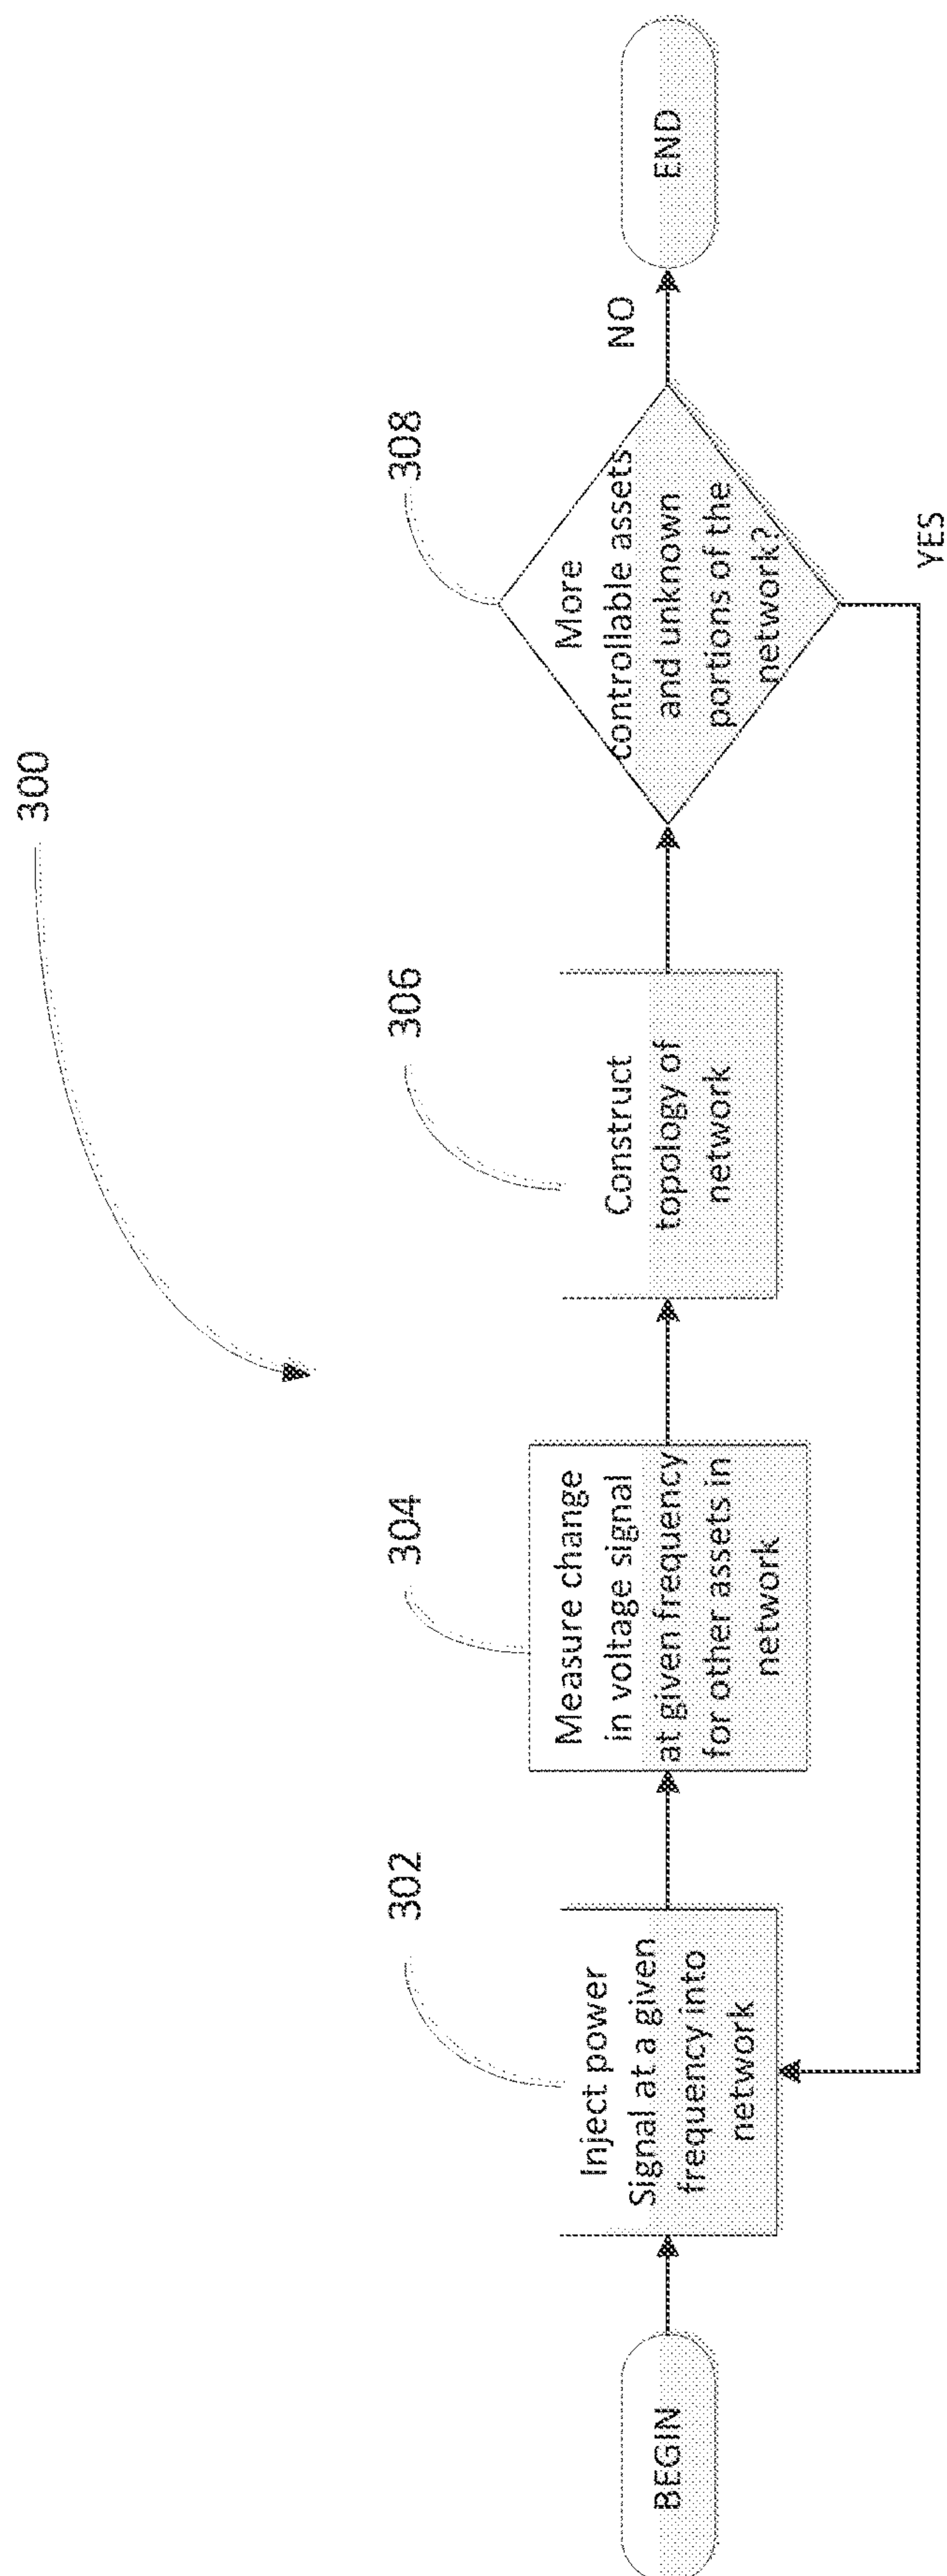 300
BEGIN
302
Inject power
Signal at a given
frequency into
network
304
Measure change
in voltage signal
at given frequency
for other assets in
network
306
Construct
topology of
network
308
More
controllable assets
and unknown
portions of the
network?
NO
YES
END